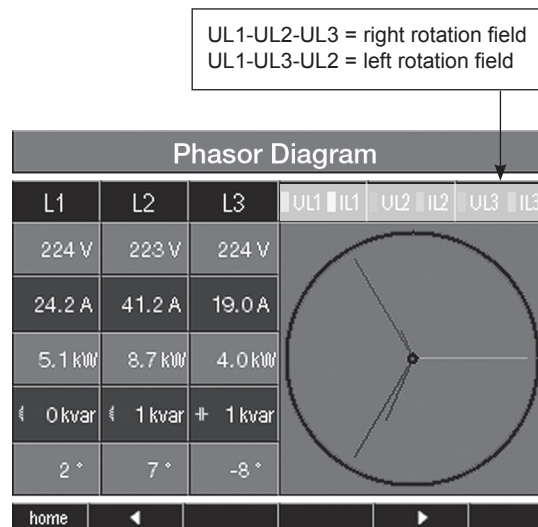 UL1-UL2-UL3 = right rotation field
UL1-UL3-UL2 = left rotation field
Phasor Diagram
L1 L2 L3 UL1 IL1 UL2 IL2 UL3 IL3
224 V 223 V 224 V
24.2 A 41.2 A 19.0 A
5.1 kW 8.7 kW 4.0 kW
0 kvar 1 kvar 1 kvar
2 ° 7 ° -8 °
home